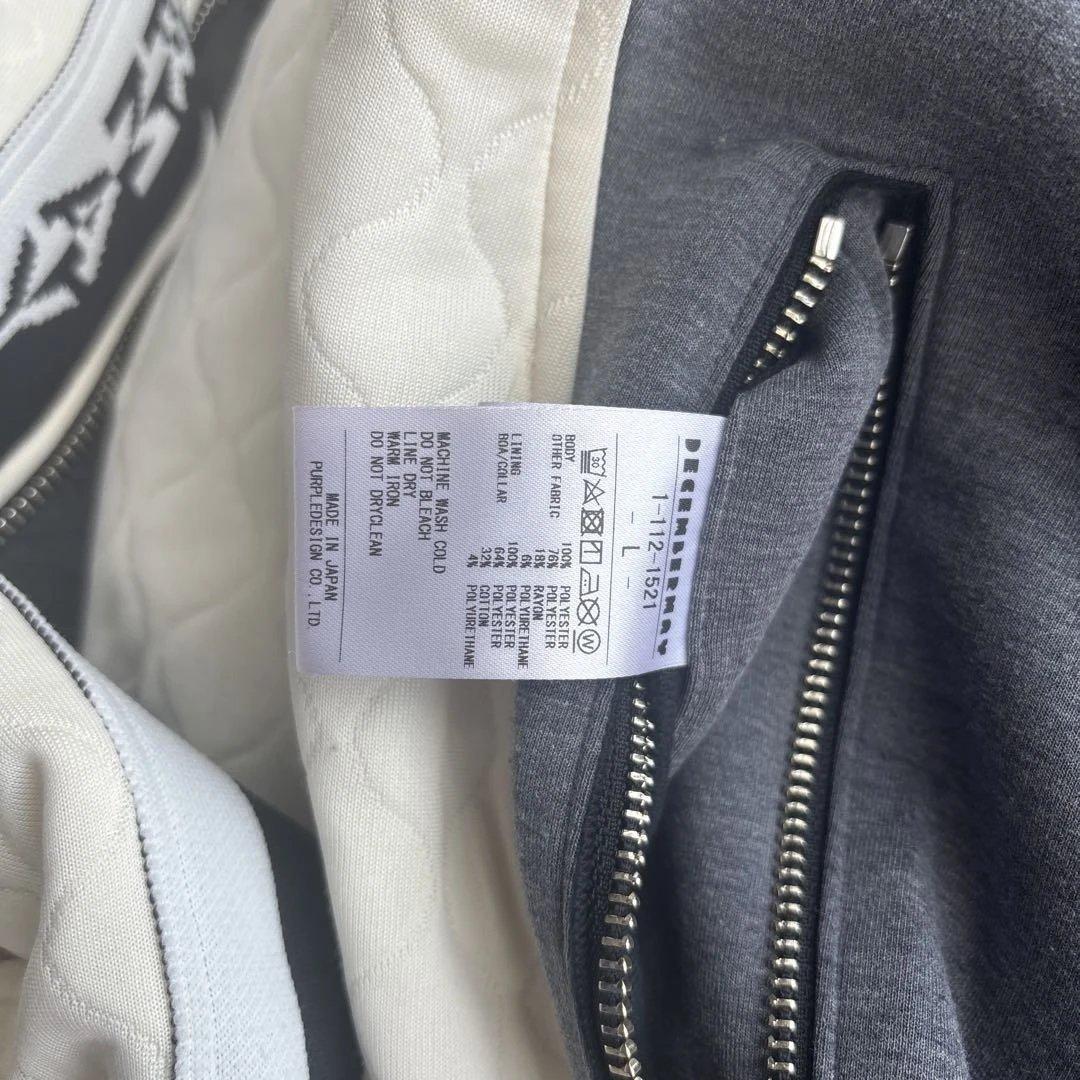 DECEMBERMAY
1-112-1521
- L -
30
W
BODY 100% POLYESTER
OTHER FABRIC 76% POLYESTER
18% RAYON
6% POLYURETHANE
LINING 100% POLYESTER
BOA/COLLAR 64% POLYESTER
32% COTTON
4% POLYURETHANE
MACHINE WASH COLD
DO NOT BLEACH
LINE DRY
WARM IRON
DO NOT DRYCLEAN
MADE IN JAPAN
PURPLEDESIGN CO., LTD